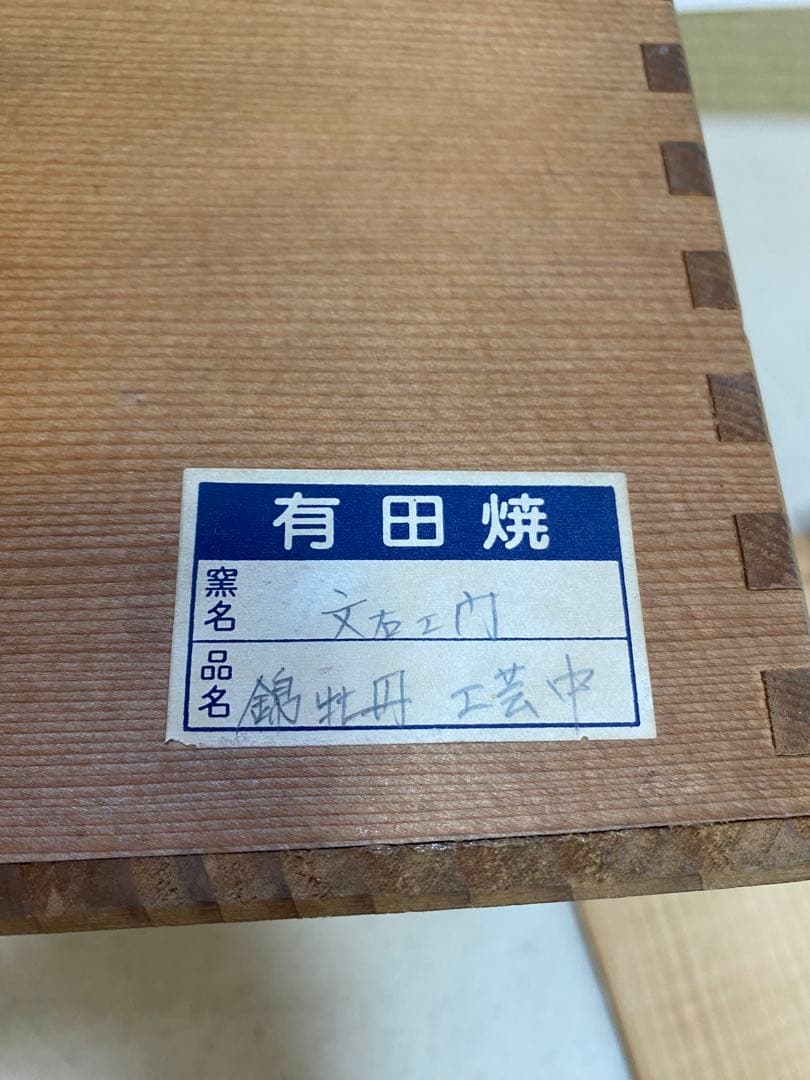 有田焼
窯名 文右エ門
品名 錦牡丹 工芸中